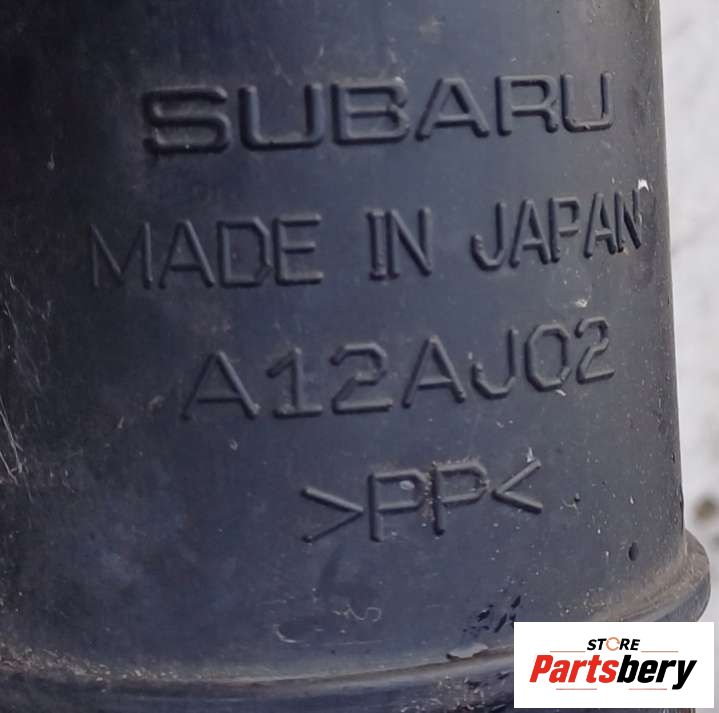 SUBARU
MADE IN JAPAN
A12AJ02
>PP<
STORE
Partsbery